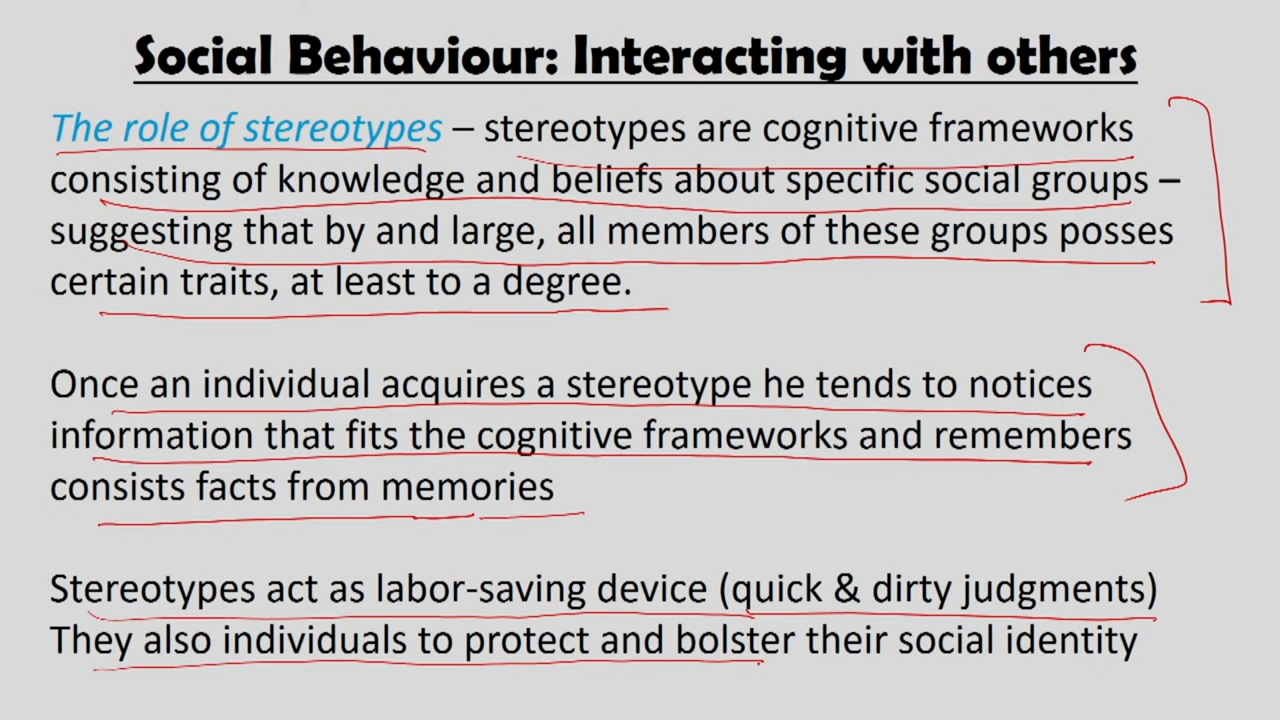 Social Behaviour: Interacting with others
The role of stereotypes – stereotypes are cognitive frameworks
consisting of knowledge and beliefs about specific social groups –
suggesting that by and large, all members of these groups posses
certain traits, at least to a degree.
Once an individual acquires a stereotype he tends to notices
information that fits the cognitive frameworks and remembers
consists facts from memories
Stereotypes act as labor-saving device (quick & dirty judgments)
They also individuals to protect and bolster their social identity